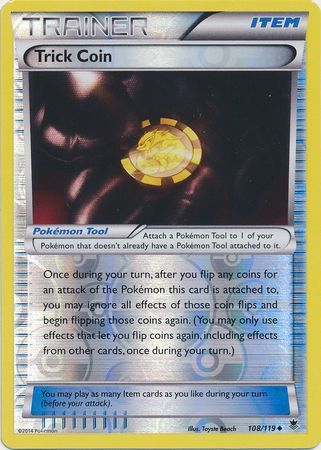 TRAINER
ITEM
Trick Coin
Pokémon Tool
Attach a Pokémon Tool to 1 of your
Pokémon that doesn't already have a Pokémon Tool attached to it.
Once during your turn, after you flip any coins for
an attack of the Pokémon this card is attached to,
you may ignore all effects of those coin flips and
begin flipping those coins again. (You may only use
effects that let you flip coins again, including effects
from other cards, once during your turn.)
You may play as many Item cards as you like during your turn
(before your attack).
©2014 Pokémon
Illus. Toyste Beach
108/119